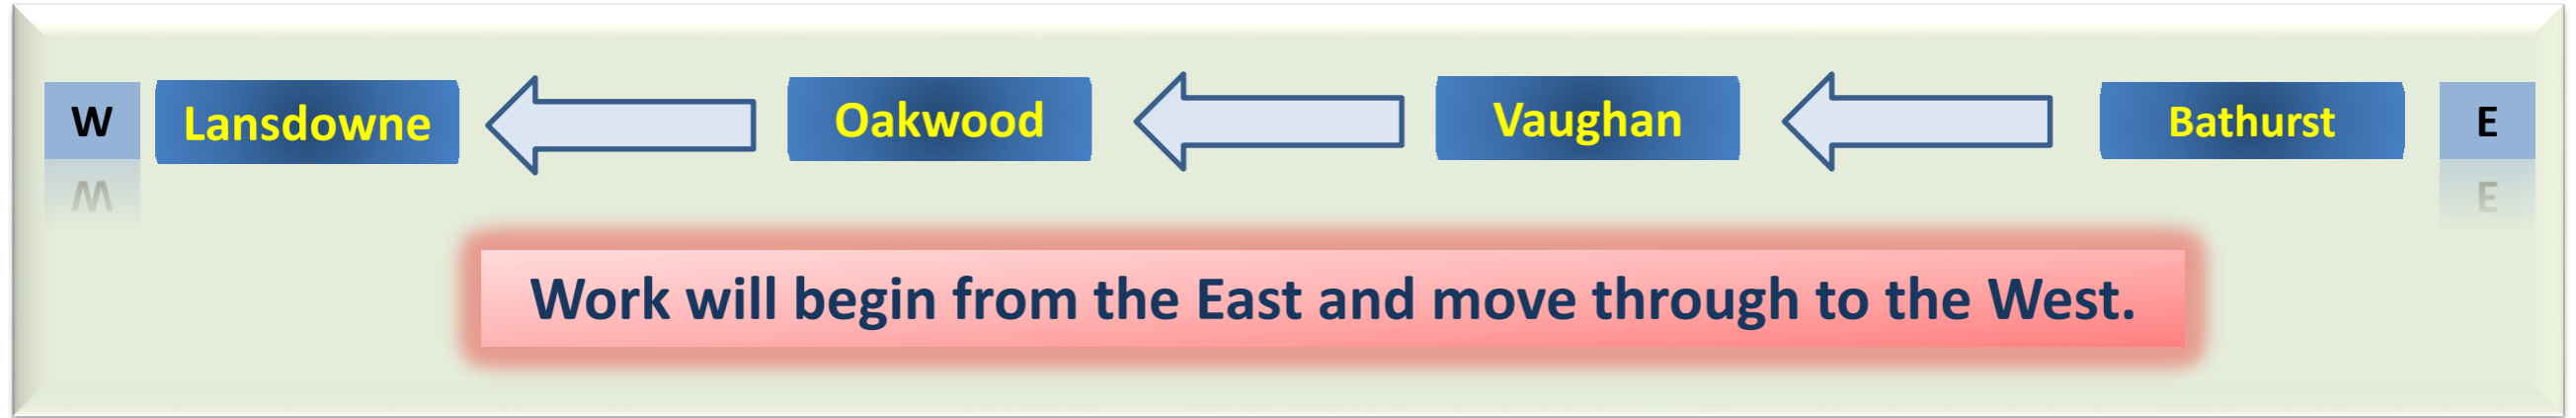 W Lansdowne Oakwood Vaughan Bathurst E
Work will begin from the East and move through to the West.